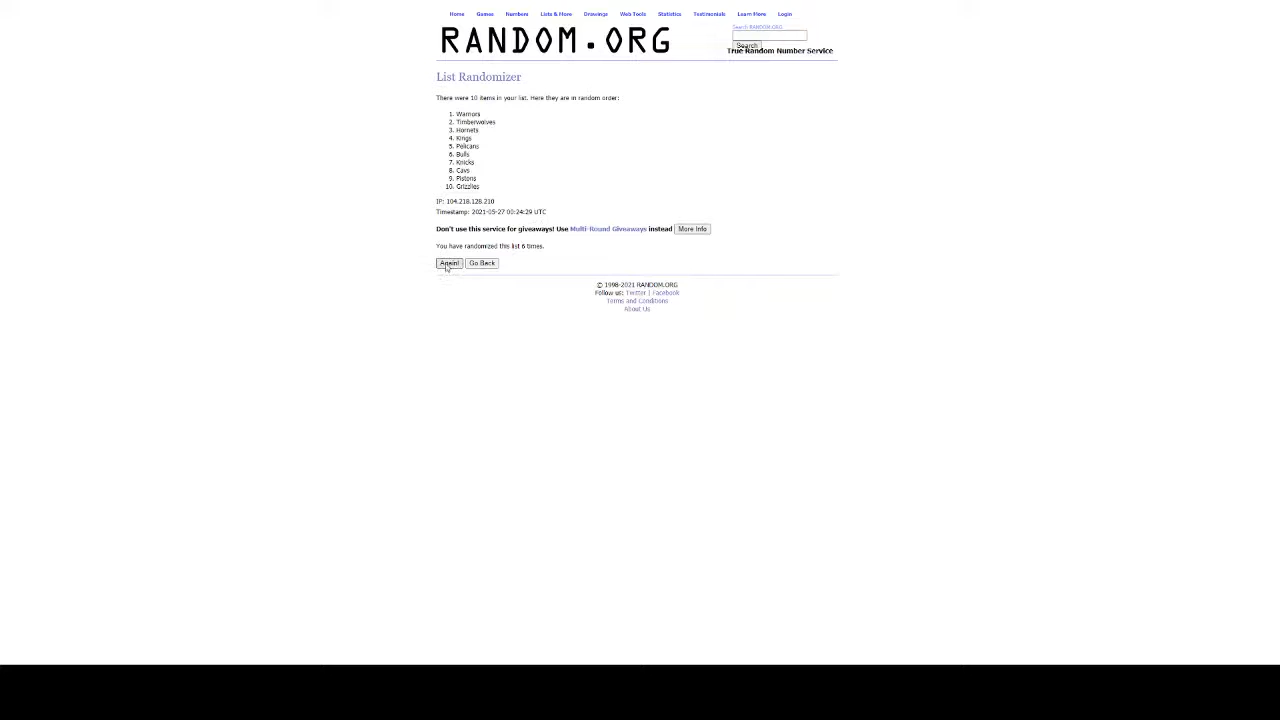 Home Games Numbers Lists & More Drawings Web Tools Statistics Testimonials Learn More Login
RANDOM.ORG
Search RANDOM.ORG
Search
True Random Number Service
List Randomizer
There were 10 items in your list. Here they are in random order:
1. Warriors
2. Timberwolves
3. Hornets
4. Kings
5. Pelicans
6. Bulls
7. Knicks
8. Cavs
9. Pistons
10. Grizzlies
IP: 104.218.128.210
Timestamp: 2021-05-27 00:24:29 UTC
Don't use this service for giveaways! Use Multi-Round Giveaways instead More Info
You have randomized this list 6 times.
Again! Go Back
© 1998-2021 RANDOM.ORG
Follow us: Twitter | Facebook
Terms and Conditions
About Us